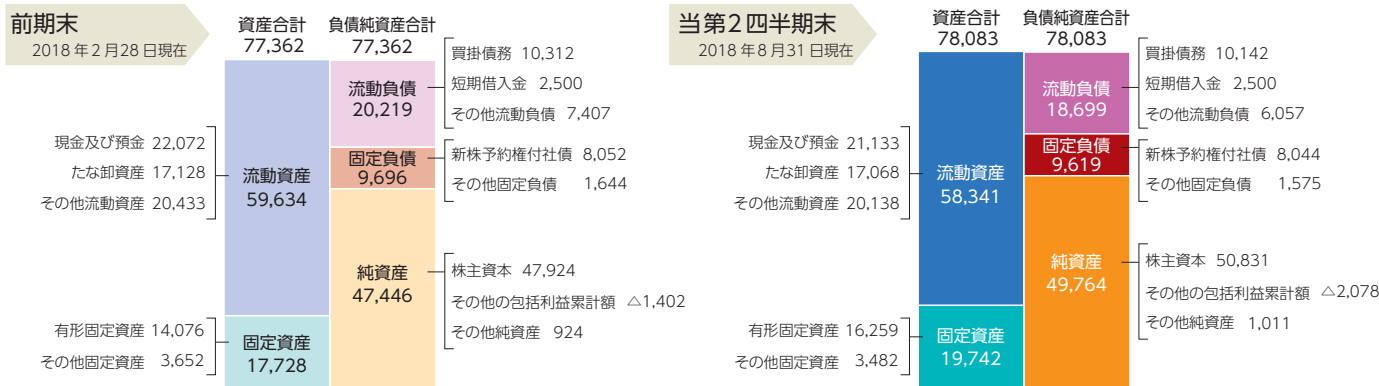 前期末
2018年2月28日現在
資産合計
77,362
負債純資産合計
77,362
現金及び預金 22,072
たな卸資産 17,128
その他流動資産 20,433
流動資産
59,634
有形固定資産 14,076
その他固定資産 3,652
固定資産
17,728
流動負債
20,219
買掛債務 10,312
短期借入金 2,500
その他流動負債 7,407
固定負債
9,696
新株予約権付社債 8,052
その他固定負債 1,644
純資産
47,446
株主資本 47,924
その他の包括利益累計額 △1,402
その他純資産 924
当第2四半期末
2018年8月31日現在
資産合計
78,083
負債純資産合計
78,083
現金及び預金 21,133
たな卸資産 17,068
その他流動資産 20,138
流動資産
58,341
有形固定資産 16,259
その他固定資産 3,482
固定資産
19,742
流動負債
18,699
買掛債務 10,142
短期借入金 2,500
その他流動負債 6,057
固定負債
9,619
新株予約権付社債 8,044
その他固定負債 1,575
純資産
49,764
株主資本 50,831
その他の包括利益累計額 △2,078
その他純資産 1,011